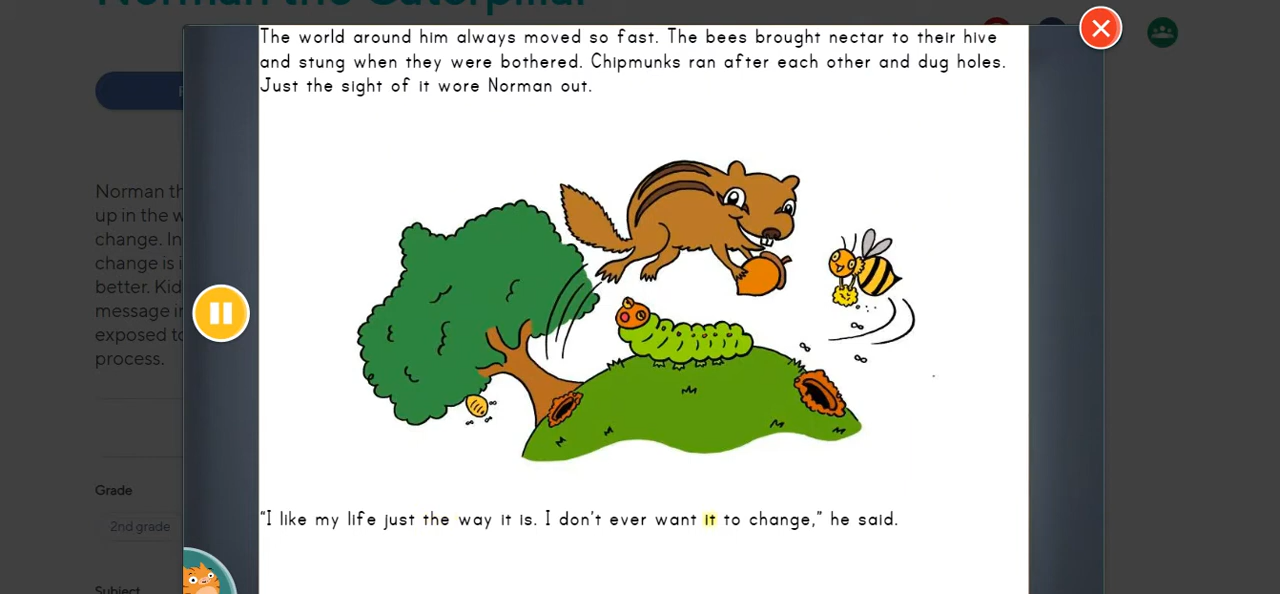 Norman the Caterpillar
The world around him always moved so fast. The bees brought nectar to their hive
and stung when they were bothered. Chipmunks ran after each other and dug holes.
Just the sight of it wore Norman out.
Norman th
up in the w
change. In
change is i
better. Kid
message i
exposed to
process.
Grade
2nd grade
Subject
“I like my life just the way it is. I don't ever want it to change,” he said.